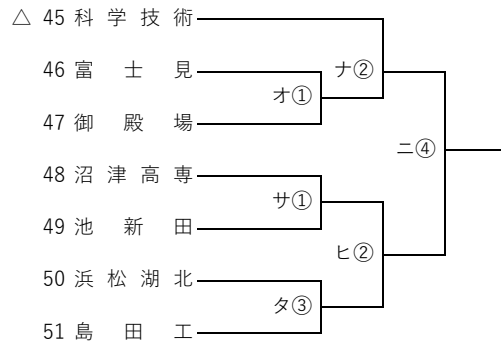 △ 45 科学技術
ナ②
46 富士見
オ①
47 御殿場
ニ④
48 沼津高専
サ①
49 池新田
ヒ②
50 浜松湖北
タ③
51 島田工